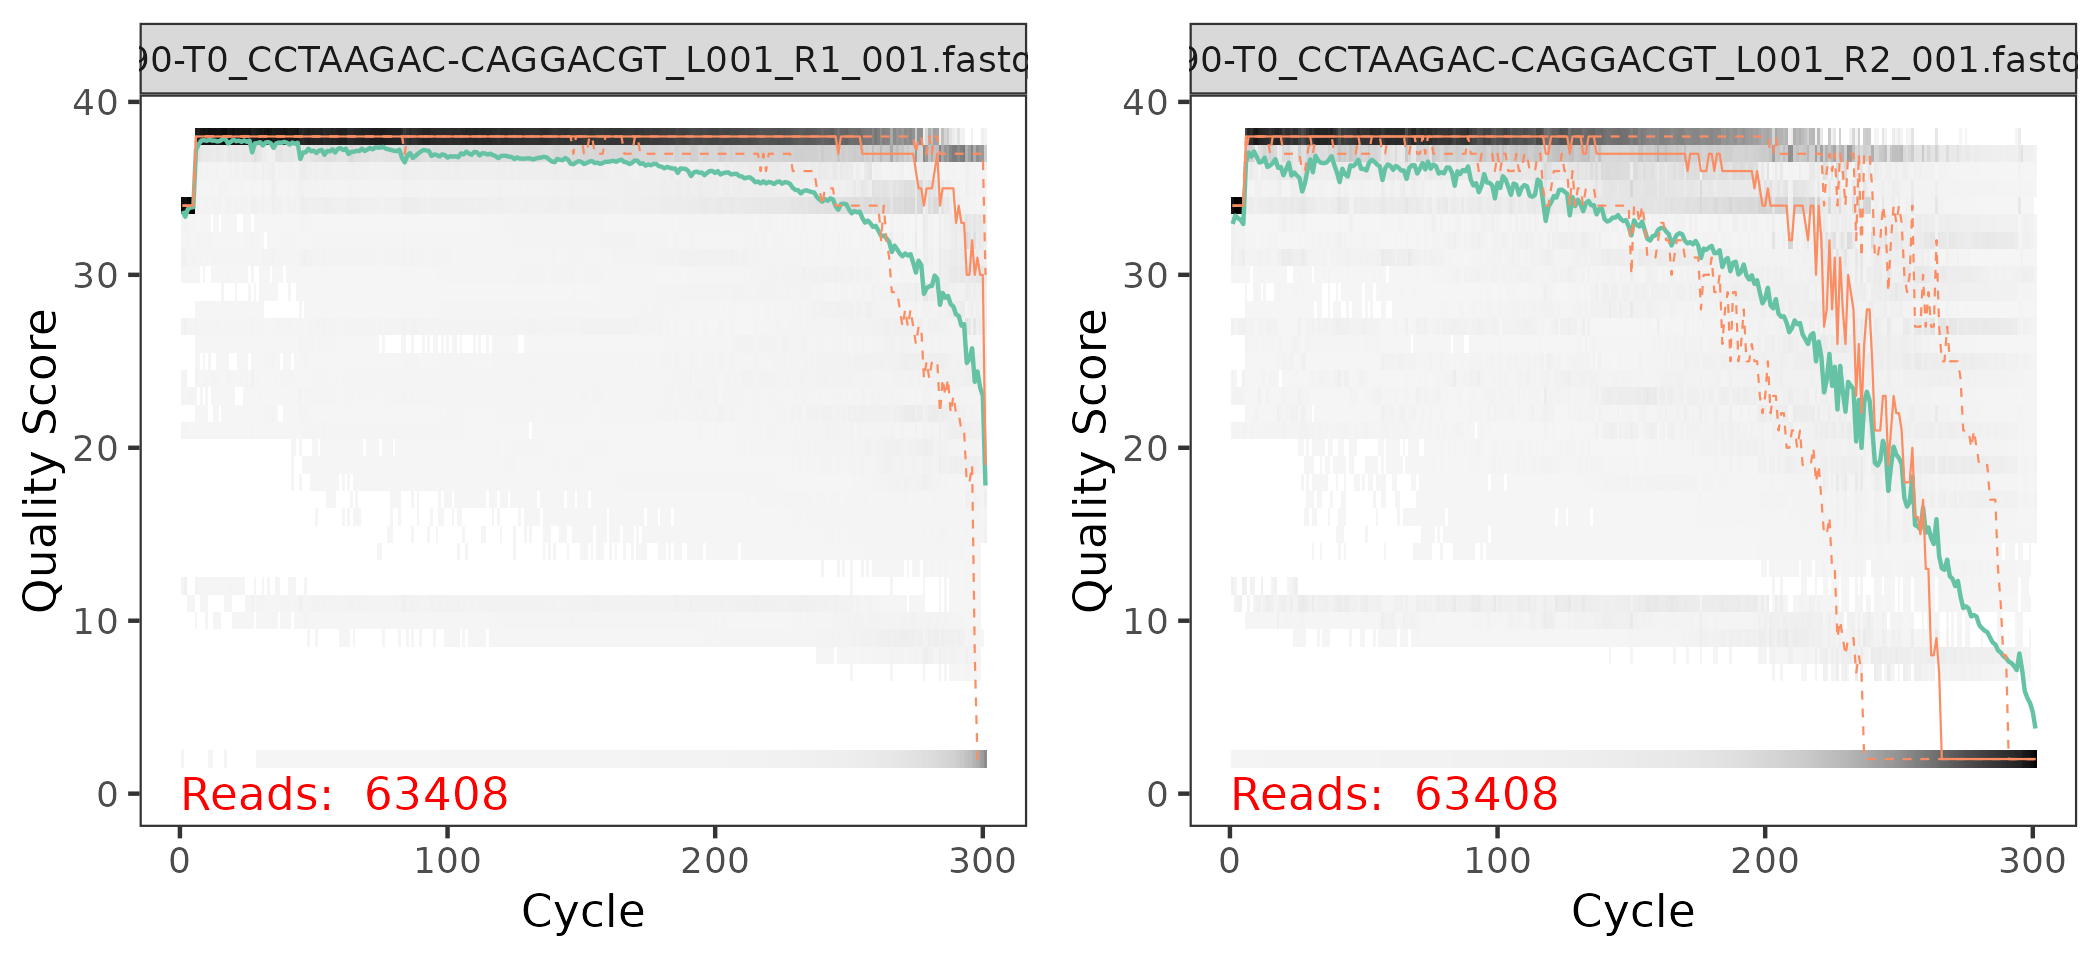 90-T0_CCTAAGAC-CAGGACGT_L001_R1_001.fastq
90-T0_CCTAAGAC-CAGGACGT_L001_R2_001.fastq
Quality Score
40
30
20
10
0
Reads: 63408
0 100 200 300
Cycle
Quality Score
40
30
20
10
0
Reads: 63408
0 100 200 300
Cycle